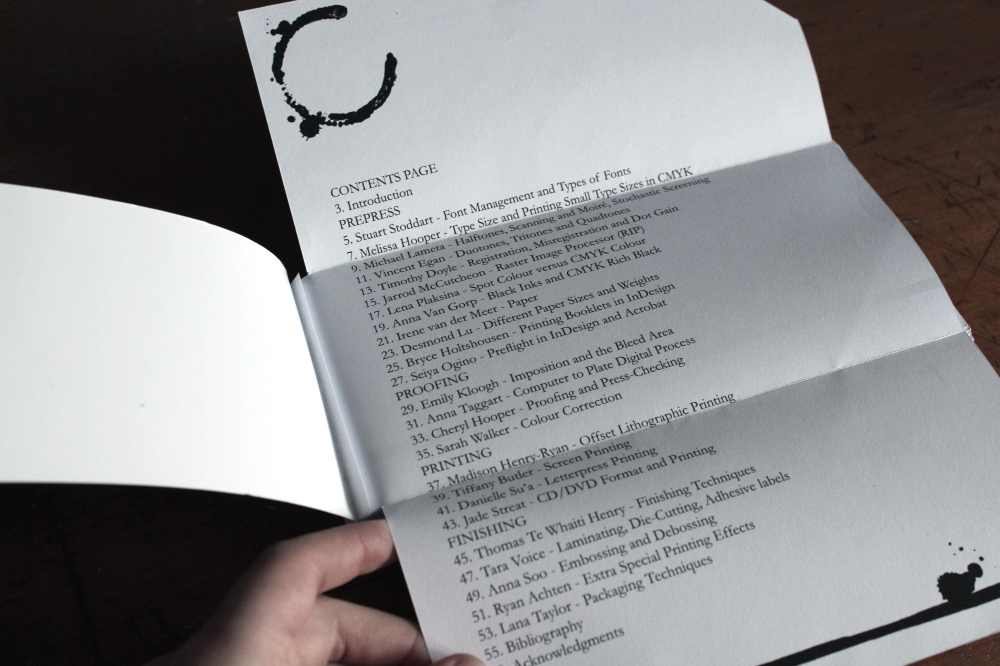 CONTENTS PAGE
3. Introduction
PREPRESS
5. Stuart Stoddart - Font Management and Types of Fonts
7. Melissa Hooper - Type Size and Printing Small Type Sizes in CMYK
9. Michael Lameta - Halftones, Scanning and Moiré, Stochastic Screening
11. Vincent Egan - Duotones, Tritones and Quadtones
13. Timothy Doyle - Registration, Misregistration and Dot Gain
15. Jarrod McCutcheon - Raster Image Processor (RIP)
17. Lena Plaksina - Spot Colour versus CMYK Colour
19. Anna Van Gorp - Black Inks and CMYK Rich Black
21. Irene van der Meer - Paper
23. Desmond Lu - Different Paper Sizes and Weights
25. Bryce Holtshousen - Printing Booklets in InDesign
27. Seiya Ogino - Preflight in InDesign and Acrobat
PROOFING
29. Emily Kloogh - Imposition and the Bleed Area
31. Anna Taggart - Computer to Plate Digital Process
33. Cheryl Hooper - Proofing and Press-Checking
35. Sarah Walker - Colour Correction
PRINTING
37. Madison Henry-Ryan - Offset Lithographic Printing
39. Tiffany Butler - Screen Printing
41. Danielle Su'a - Letterpress Printing
43. Jade Streat - CD/DVD Format and Printing
FINISHING
45. Thomas Te Whaiti Henry - Finishing Techniques
47. Tara Voice - Laminating, Die-Cutting, Adhesive labels
49. Anna Soo - Embossing and Debossing
51. Ryan Achten - Extra Special Printing Effects
53. Lana Taylor - Packaging Techniques
55. Bibliography
Acknowledgments